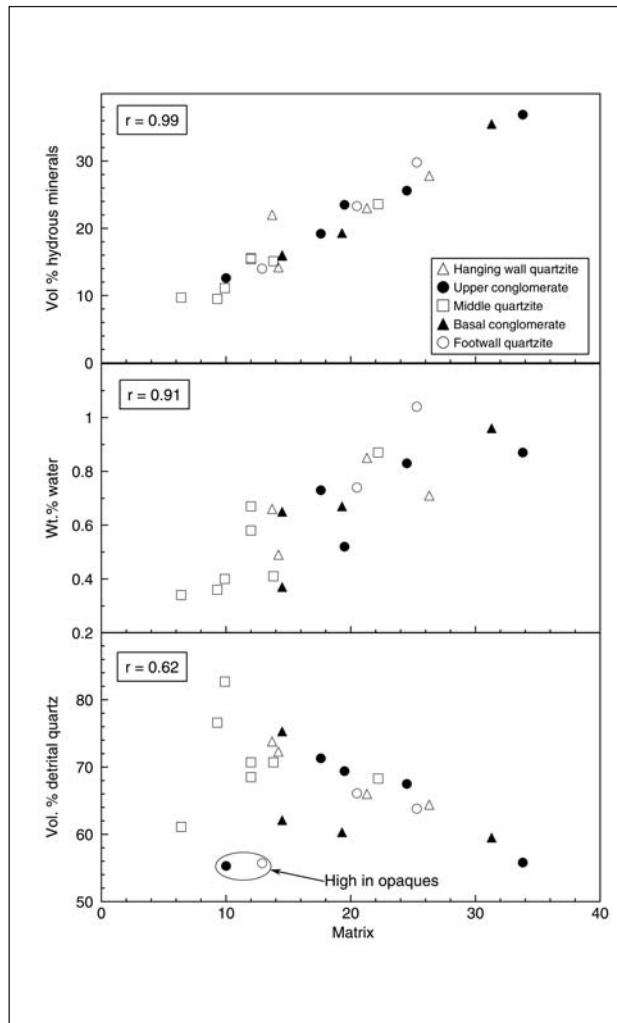 r = 0.99
Vol % hydrous minerals
30
20
10
0
Hanging wall quartzite
Upper conglomerate
Middle quartzite
Basal conglomerate
Footwall quartzite
r = 0.91
Wt.% water
1
0.8
0.6
0.4
0.2
r = 0.62
Vol. % detrital quartz
80
70
60
50
High in opaques
0 10 20 30 40
Matrix